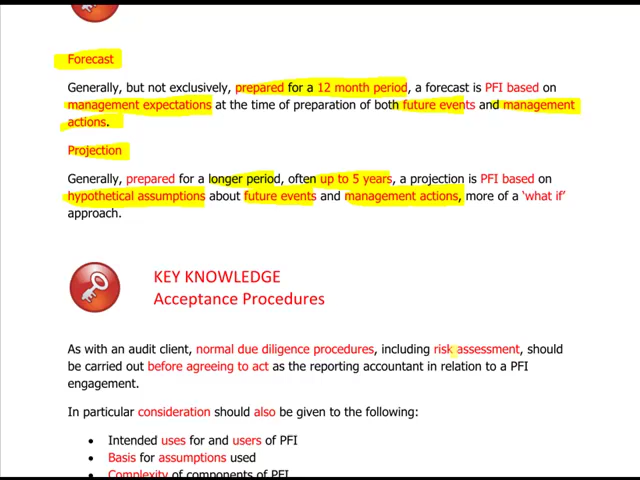 Forecast
Generally, but not exclusively, prepared for a 12 month period, a forecast is PFI based on
management expectations at the time of preparation of both future events and management
actions.
Projection
Generally, prepared for a longer period, often up to 5 years, a projection is PFI based on
hypothetical assumptions about future events and management actions, more of a ‘what if’
approach.
KEY KNOWLEDGE
Acceptance Procedures
As with an audit client, normal due diligence procedures, including risk assessment, should
be carried out before agreeing to act as the reporting accountant in relation to a PFI
engagement.
In particular consideration should also be given to the following:
• Intended uses for and users of PFI
• Basis for assumptions used
• Complexity of components of PFI